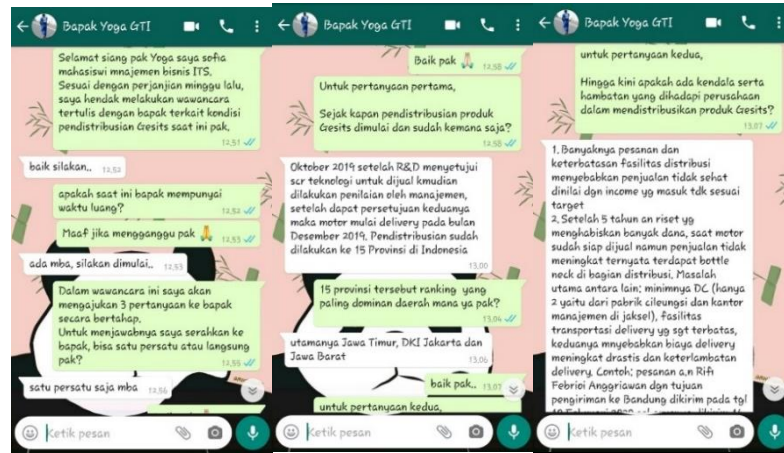 Bapak Yoga GTI
Selamat siang pak Yoga saya sofia
mahasiswi mnajemen bisnis ITS.
Sesuai dengan perjanjian minggu lalu,
saya hendak melakukan wawancara
tertulis dengan bapak terkait kondisi
pendistribusian Gesits saat ini pak.
12.51
baik silakan..
12.52
apakah saat ini bapak mempunyai
waktu luang?
12.52
Maaf jika mengganggu pak 🙏
12.53
ada mba, silakan dimulai..
12.53
Dalam wawancara ini saya akan
mengajukan 3 pertanyaan ke bapak
secara bertahap.
Untuk menjawabnya saya serahkan ke
bapak, bisa satu persatu atau langsung
pak?
12.55
satu persatu saja mba
12.56
Ketik pesan
Bapak Yoga GTI
Baik pak 🙏
12.58
Untuk pertanyaan pertama,
Sejak kapan pendistribusian produk
Gesits dimulai dan sudah kemana saja?
12.58
Oktober 2019 setelah R&D menyetujui
scr teknologi untuk dijual kmudian
dilakukan penilaian oleh manajemen,
setelah dapat persetujuan keduanya
maka motor mulai delivery pada bulan
Desember 2019. Pendistribusian sudah
dilakukan ke 15 Provinsi di Indonesia
13.00
15 provinsi tersebut ranking yang
paling dominan daerah mana ya pak?
13.04
utamanya Jawa Timur, DKI Jakarta dan
Jawa Barat
13.06
baik pak..
13.07
untuk pertanyaan kedua,
Ketik pesan
Bapak Yoga GTI
untuk pertanyaan kedua,
Hingga kini apakah ada kendala serta
hambatan yang dihadapi perusahaan
dalam mendistribusikan produk Gesits?
13.07
1. Banyaknya pesanan dan
keterbatasan fasilitas distribusi
menyebabkan penjualan tidak sehat
dinilai dgn income yg masuk tdk sesuai
target
2. Setelah 5 tahun an riset yg
menghabiskan banyak dana, saat motor
sudah siap dijual namun penjualan tidak
meningkat ternyata terdapat bottle
neck di bagian distribusi. Masalah
utama antara lain: minimnya DC (hanya
2 yaitu dari pabrik cileungsi dan kantor
manajemen di jaksel), fasilitas
transportasi delivery yg sgt terbatas,
keduanya mnyebabkan biaya delivery
meningkat drastis dan keterlambatan
delivery. Contoh: pesanan a.n Rifi
Febrioi Anggriawan dgn tujuan
pengiriman ke Bandung dikirim pada tgl
Ketik pesan